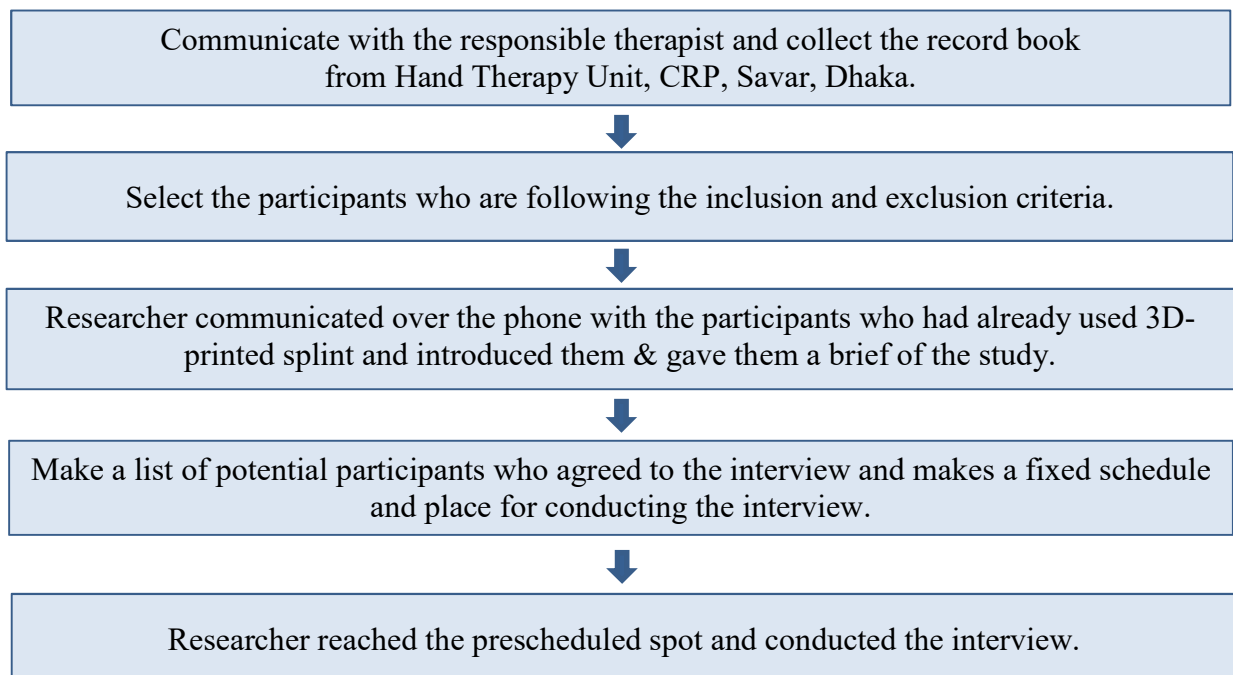 Communicate with the responsible therapist and collect the record book
from Hand Therapy Unit, CRP, Savar, Dhaka.
Select the participants who are following the inclusion and exclusion criteria.
Researcher communicated over the phone with the participants who had already used 3D-
printed splint and introduced them & gave them a brief of the study.
Make a list of potential participants who agreed to the interview and makes a fixed schedule
and place for conducting the interview.
Researcher reached the prescheduled spot and conducted the interview.